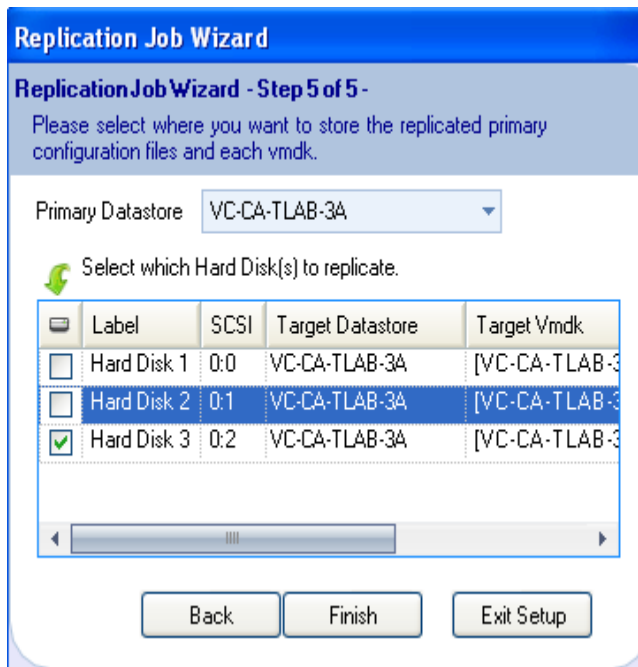 Replication Job Wizard
Replication Job Wizard - Step 5 of 5 -
Please select where you want to store the replicated primary
configuration files and each vmdk.
Primary Datastore VC-CA-TLAB-3A
Select which Hard Disk(s) to replicate.
Label SCSI Target Datastore Target Vmdk
Hard Disk 1 0:0 VC-CA-TLAB-3A [VC-CA-TLAB-3
Hard Disk 2 0:1 VC-CA-TLAB-3A [VC-CA-TLAB-3
Hard Disk 3 0:2 VC-CA-TLAB-3A [VC-CA-TLAB-3
Back Finish Exit Setup